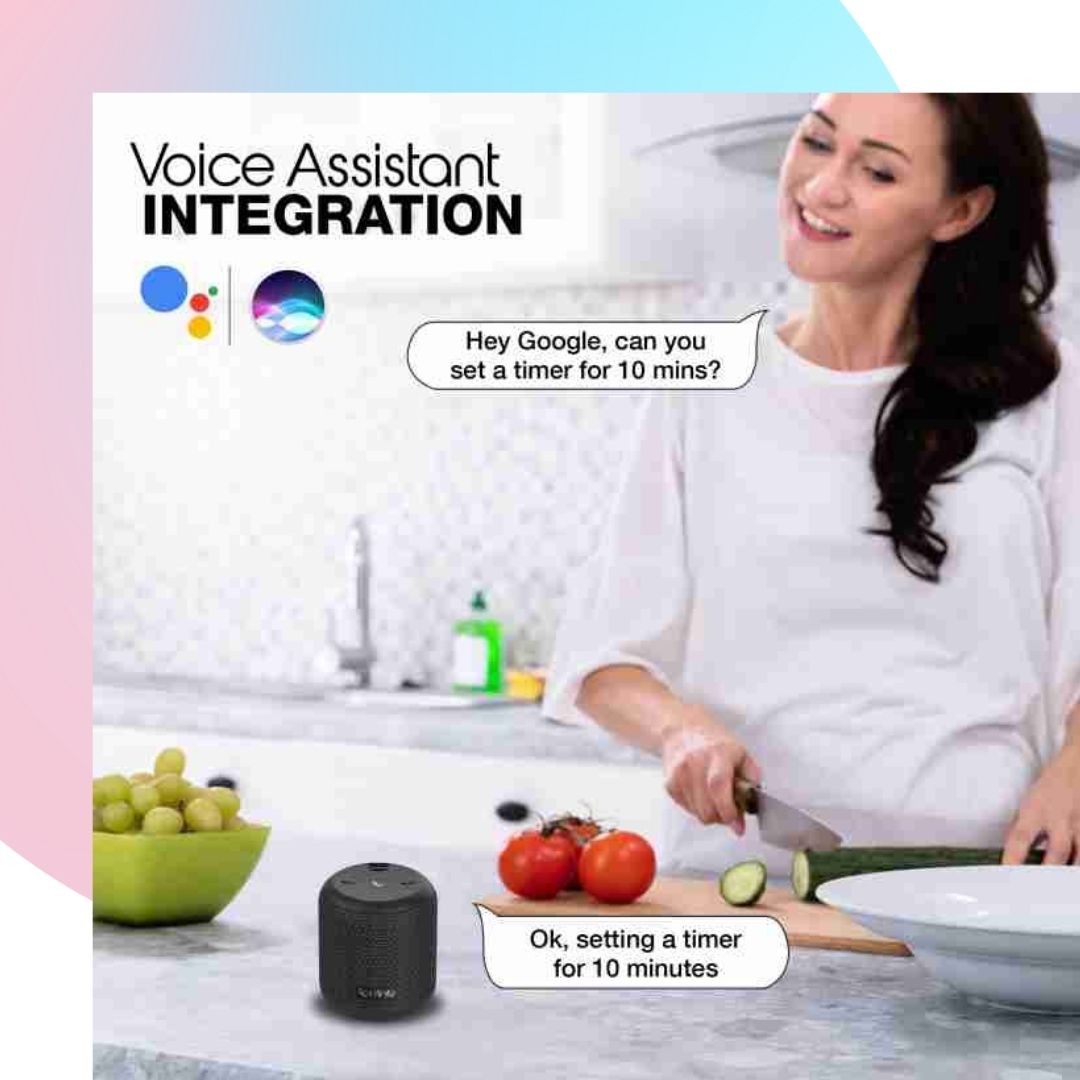 Voice Assistant
INTEGRATION
Hey Google, can you
set a timer for 10 mins?
Ok, setting a timer
for 10 minutes